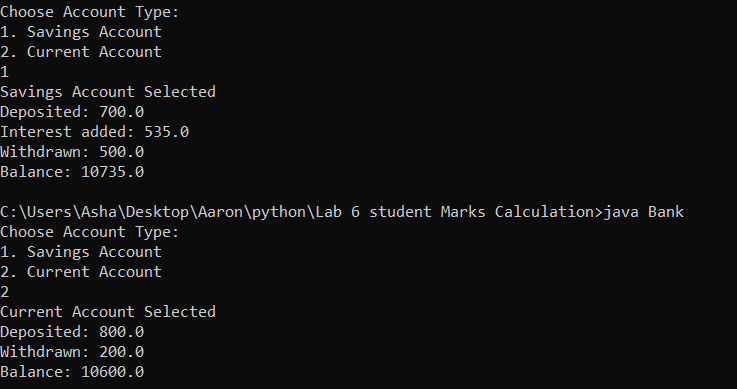 Choose Account Type:
1. Savings Account
2. Current Account
1
Savings Account Selected
Deposited: 700.0
Interest added: 535.0
Withdrawn: 500.0
Balance: 10735.0
C:\Users\Asha\Desktop\Aaron\python\Lab 6 student Marks Calculation>java Bank
Choose Account Type:
1. Savings Account
2. Current Account
2
Current Account Selected
Deposited: 800.0
Withdrawn: 200.0
Balance: 10600.0